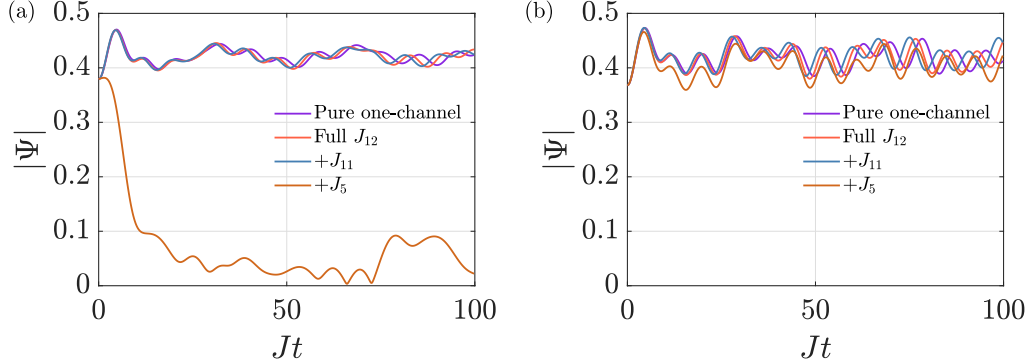 (a)
0.5
0.4
0.3
0.2
0.1
0
|Ψ|
Pure one-channel
Full J₁₂
+J₁₁
+J₅
0 50 100
Jt
(b)
0.5
0.4
0.3
0.2
0.1
0
|Ψ|
Pure one-channel
Full J₁₂
+J₁₁
+J₅
0 50 100
Jt